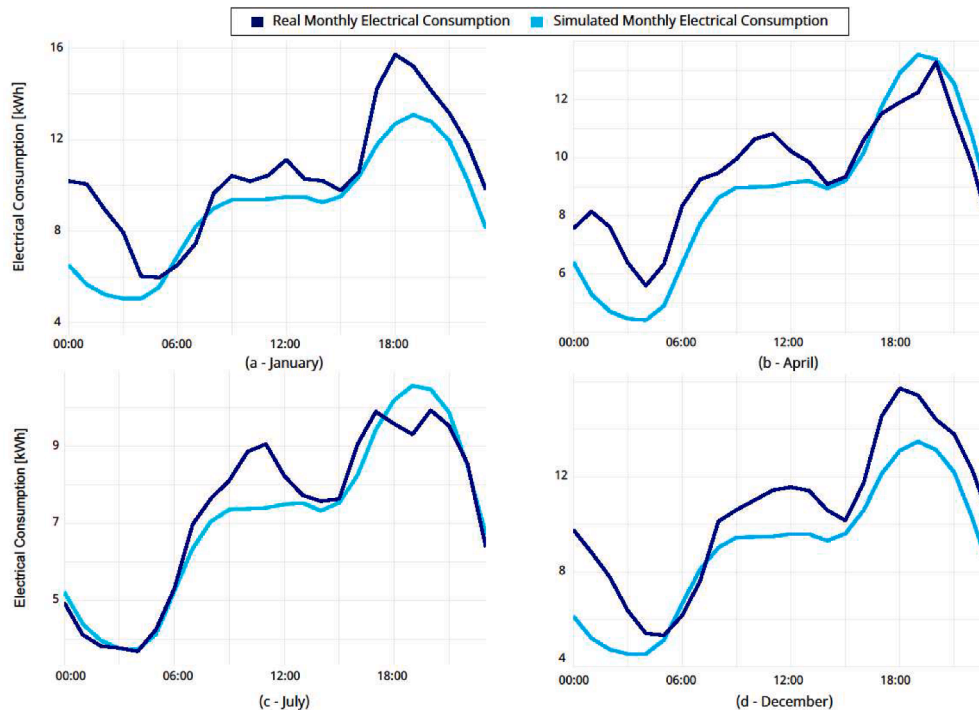 Real Monthly Electrical Consumption Simulated Monthly Electrical Consumption
Electrical Consumption [kWh]
16
12
8
4
00:00 06:00 12:00 18:00
(a - January)
12
10
8
6
00:00 06:00 12:00 18:00
(b - April)
Electrical Consumption [kWh]
9
7
5
00:00 06:00 12:00 18:00
(c - July)
12
8
4
00:00 06:00 12:00 18:00
(d - December)